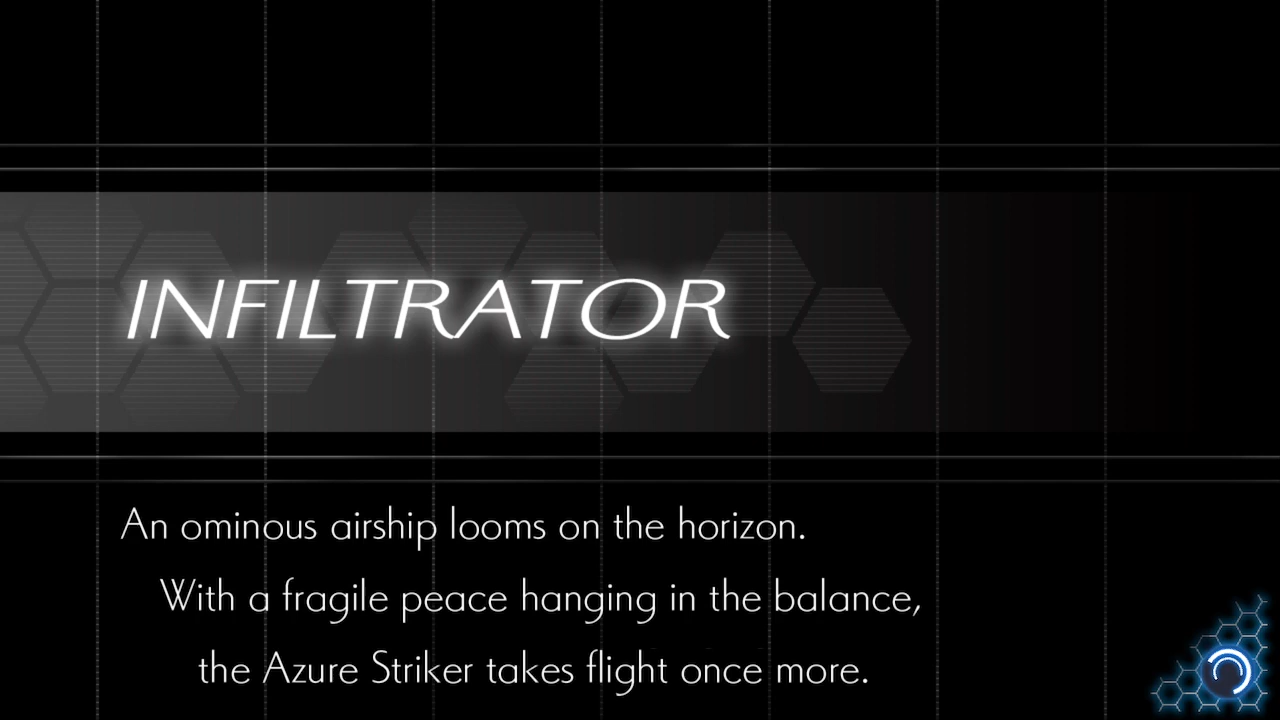 INFILTRATOR
An ominous airship looms on the horizon.
With a fragile peace hanging in the balance,
the Azure Striker takes flight once more.